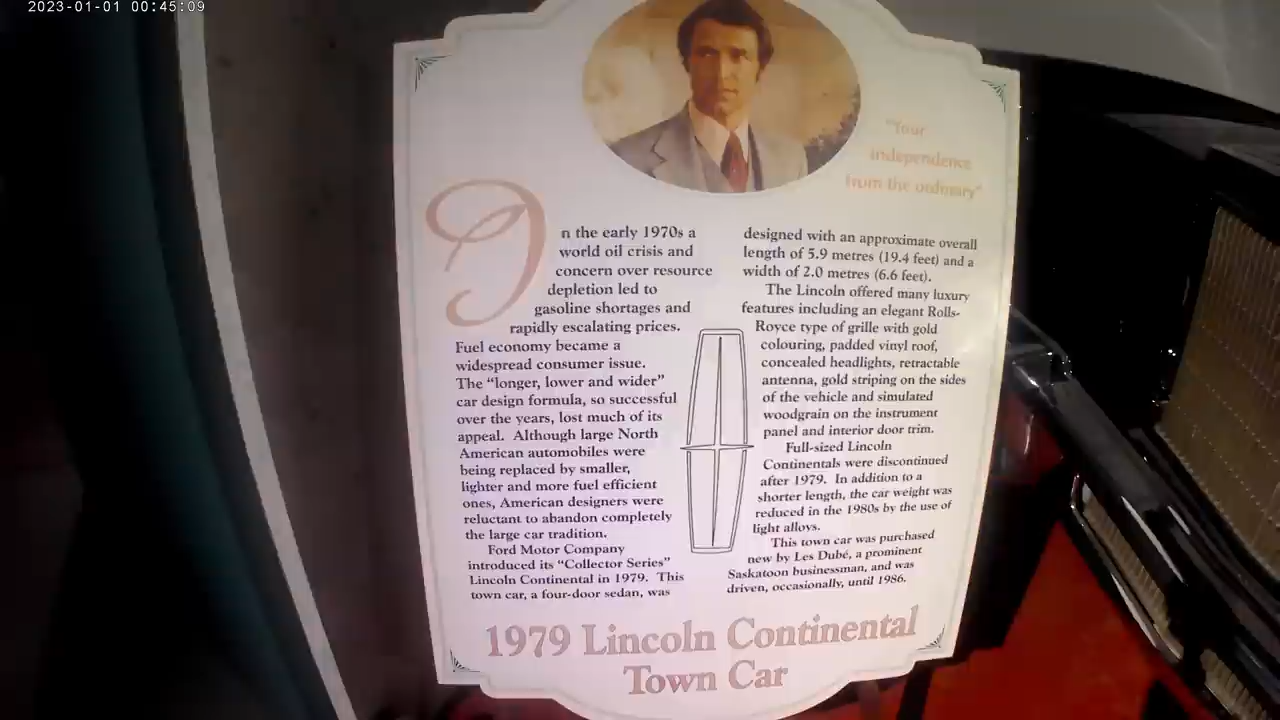 2023-01-01 00:45:09
"Your
independence
from the ordinary"
In the early 1970s a
world oil crisis and
concern over resource
depletion led to
gasoline shortages and
rapidly escalating prices.
Fuel economy became a
widespread consumer issue.
The “longer, lower and wider”
car design formula, so successful
over the years, lost much of its
appeal. Although large North
American automobiles were
being replaced by smaller,
lighter and more fuel efficient
ones, American designers were
reluctant to abandon completely
the large car tradition.
Ford Motor Company
introduced its “Collector Series”
Lincoln Continental in 1979. This
town car, a four-door sedan, was
designed with an approximate overall
length of 5.9 metres (19.4 feet) and a
width of 2.0 metres (6.6 feet).
The Lincoln offered many luxury
features including an elegant Rolls-
Royce type of grille with gold
colouring, padded vinyl roof,
concealed headlights, retractable
antenna, gold striping on the sides
of the vehicle and simulated
woodgrain on the instrument
panel and interior door trim.
Full-sized Lincoln
Continentals were discontinued
after 1979. In addition to a
shorter length, the car weight was
reduced in the 1980s by the use of
light alloys.
This town car was purchased
new by Les Dubé, a prominent
Saskatoon businessman, and was
driven, occasionally, until 1986.
1979 Lincoln Continental
Town Car